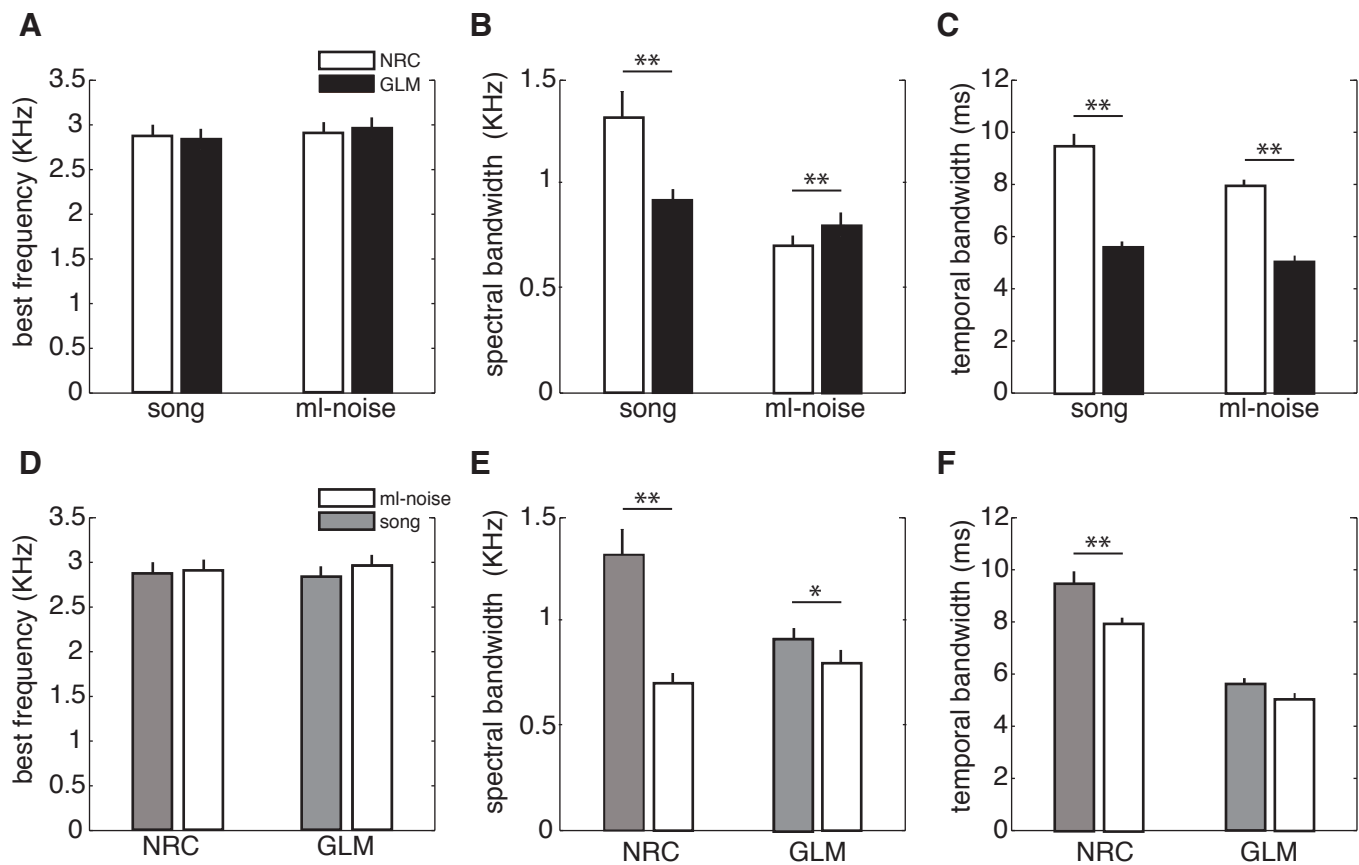 A
NRC
GLM
best frequency (KHz)
3.5
3
2.5
2
1.5
1
0.5
0
song
ml-noise
B
**
**
spectral bandwidth (KHz)
1.5
1
0.5
0
song
ml-noise
C
**
**
temporal bandwidth (ms)
12
10
8
6
4
2
0
song
ml-noise
D
ml-noise
song
best frequency (KHz)
3.5
3
2.5
2
1.5
1
0.5
0
NRC
GLM
E
**
*
spectral bandwidth (KHz)
1.5
1
0.5
0
NRC
GLM
F
**
temporal bandwidth (ms)
12
10
8
6
4
2
0
NRC
GLM